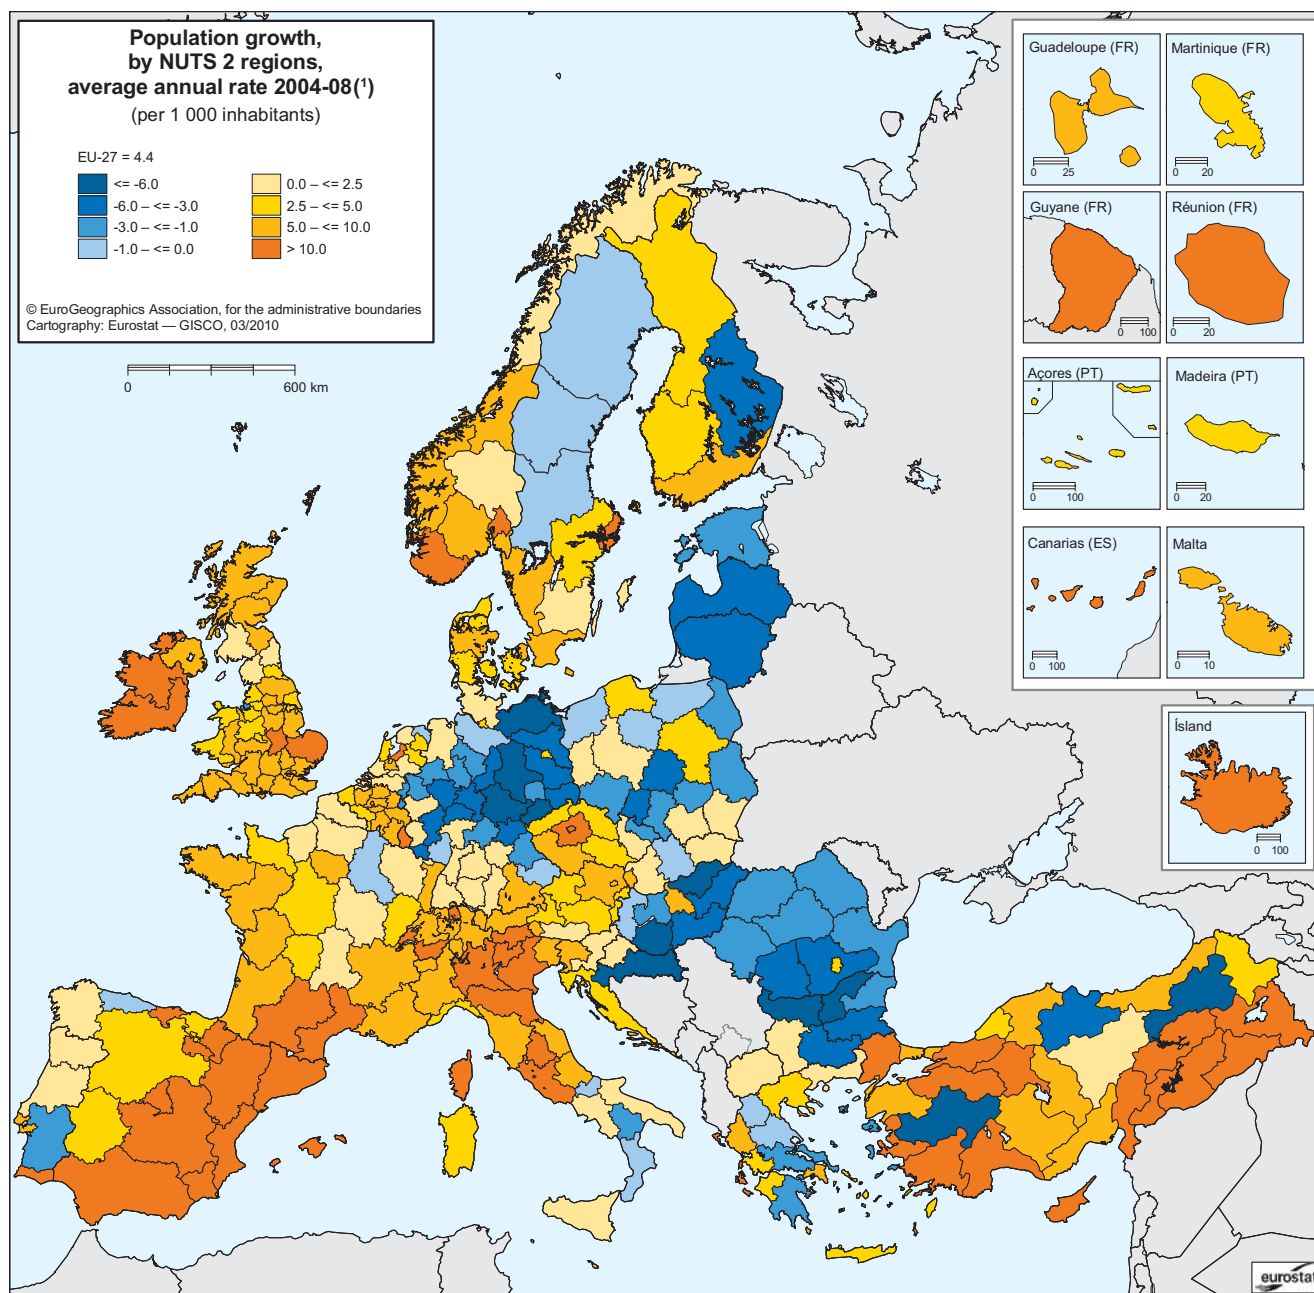 Population growth,
by NUTS 2 regions,
average annual rate 2004-08(¹)
(per 1 000 inhabitants)
EU-27 = 4.4
<= -6.0
-6.0 – <= -3.0
-3.0 – <= -1.0
-1.0 – <= 0.0
0.0 – <= 2.5
2.5 – <= 5.0
5.0 – <= 10.0
> 10.0
© EuroGeographics Association, for the administrative boundaries
Cartography: Eurostat — GISCO, 03/2010
0 600 km
Guadeloupe (FR)
0 25
Martinique (FR)
0 20
Guyane (FR)
0 100
Réunion (FR)
0 20
Açores (PT)
0 100
Madeira (PT)
0 20
Canarias (ES)
0 100
Malta
0 10
Ísland
0 100
eurostat